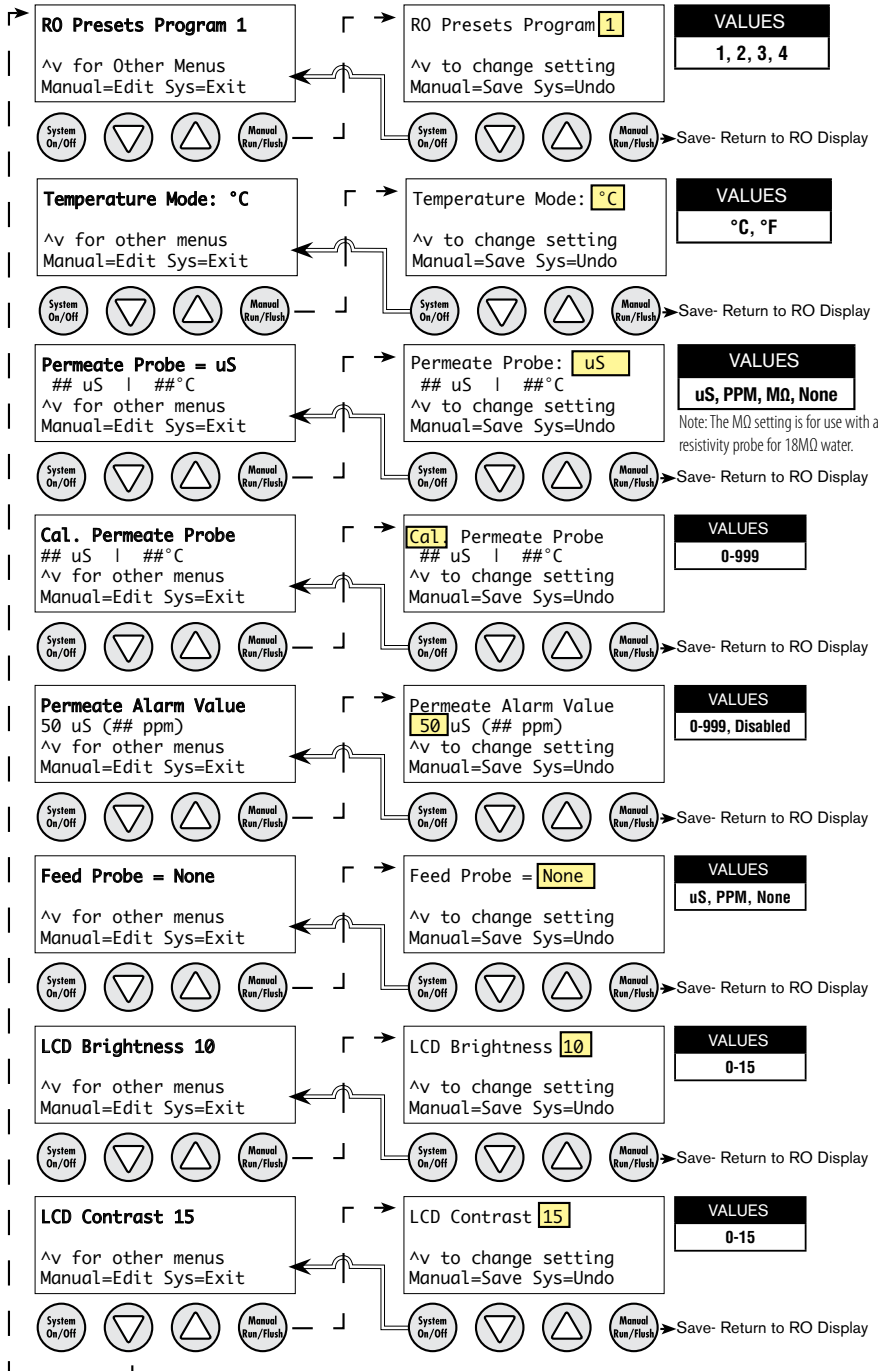 RO Presets Program 1
^v for Other Menus
Manual=Edit Sys=Exit
System On/Off
Manual Run/Flush
RO Presets Program 1
^v to change setting
Manual=Save Sys=Undo
System On/Off
Manual Run/Flush
Save- Return to RO Display
VALUES
1, 2, 3, 4
Temperature Mode: °C
^v for other menus
Manual=Edit Sys=Exit
System On/Off
Manual Run/Flush
Temperature Mode: °C
^v to change setting
Manual=Save Sys=Undo
System On/Off
Manual Run/Flush
Save- Return to RO Display
VALUES
°C, °F
Permeate Probe = uS
## uS | ##°C
^v for other menus
Manual=Edit Sys=Exit
System On/Off
Manual Run/Flush
Permeate Probe: uS
## uS | ##°C
^v to change setting
Manual=Save Sys=Undo
System On/Off
Manual Run/Flush
Save- Return to RO Display
VALUES
uS, PPM, MΩ, None
Note: The MΩ setting is for use with a
resistivity probe for 18MΩ water.
Cal. Permeate Probe
## uS | ##°C
^v for other menus
Manual=Edit Sys=Exit
System On/Off
Manual Run/Flush
Cal. Permeate Probe
## uS | ##°C
^v to change setting
Manual=Save Sys=Undo
System On/Off
Manual Run/Flush
Save- Return to RO Display
VALUES
0-999
Permeate Alarm Value
50 uS (## ppm)
^v for other menus
Manual=Edit Sys=Exit
System On/Off
Manual Run/Flush
Permeate Alarm Value
50 uS (## ppm)
^v to change setting
Manual=Save Sys=Undo
System On/Off
Manual Run/Flush
Save- Return to RO Display
VALUES
0-999, Disabled
Feed Probe = None
^v for other menus
Manual=Edit Sys=Exit
System On/Off
Manual Run/Flush
Feed Probe = None
^v to change setting
Manual=Save Sys=Undo
System On/Off
Manual Run/Flush
Save- Return to RO Display
VALUES
uS, PPM, None
LCD Brightness 10
^v for other menus
Manual=Edit Sys=Exit
System On/Off
Manual Run/Flush
LCD Brightness 10
^v to change setting
Manual=Save Sys=Undo
System On/Off
Manual Run/Flush
Save- Return to RO Display
VALUES
0-15
LCD Contrast 15
^v for other menus
Manual=Edit Sys=Exit
System On/Off
Manual Run/Flush
LCD Contrast 15
^v to change setting
Manual=Save Sys=Undo
System On/Off
Manual Run/Flush
Save- Return to RO Display
VALUES
0-15